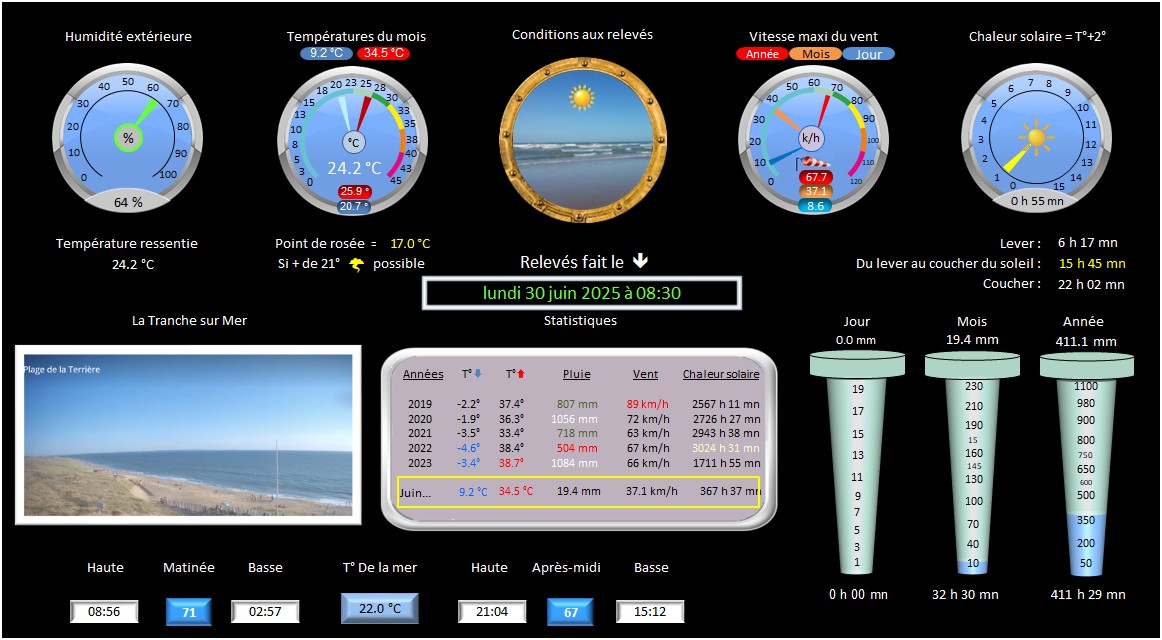 Humidité extérieure
Températures du mois
9.2 °C 34.5 °C
Conditions aux relevés
Vitesse maxi du vent
Année Mois Jour
Chaleur solaire = T°+2°
0 10 20 30 40 50 60 70 80 90 100
%
64 %
0 3 5 8 10 13 15 18 20 23 25 28 30 33 35 38 40 43 45
°C
24.2 °C
25.9 °
20.7 °
0 10 20 30 40 50 60 70 80 90 100 110 120
k/h
67.7
37.1
8.6
0 1 2 3 4 5 6 7 8 9 10 11 12 13 14 15
0 h 55 mn
Température ressentie
24.2 °C
Point de rosée = 17.0 °C
Si + de 21° possible
Relevés fait le
lundi 30 juin 2025 à 08:30
Lever : 6 h 17 mn
Du lever au coucher du soleil : 15 h 45 mn
Coucher : 22 h 02 mn
La Tranche sur Mer
Plage de la Terrière
Statistiques
Années T° T° Pluie Vent Chaleur solaire
2019 -2.2° 37.4° 807 mm 89 km/h 2567 h 11 mn
2020 -1.9° 36.3° 1056 mm 72 km/h 2726 h 27 mn
2021 -3.5° 33.4° 718 mm 63 km/h 2943 h 38 mn
2022 -4.6° 38.4° 504 mm 67 km/h 3024 h 31 mn
2023 -3.4° 38.7° 1084 mm 66 km/h 1711 h 55 mn
Juin... 9.2 °C 34.5 °C 19.4 mm 37.1 km/h 367 h 37 mn
Jour
0.0 mm
19
17
15
13
11
9
7
5
3
1
0 h 00 mn
Mois
19.4 mm
230
210
190
15
160
145
130
100
70
40
10
32 h 30 mn
Année
411.1 mm
1100
980
900
800
750
650
600
500
350
200
50
411 h 29 mn
Haute Matinée Basse T° De la mer Haute Après-midi Basse
08:56 71 02:57 22.0 °C 21:04 67 15:12